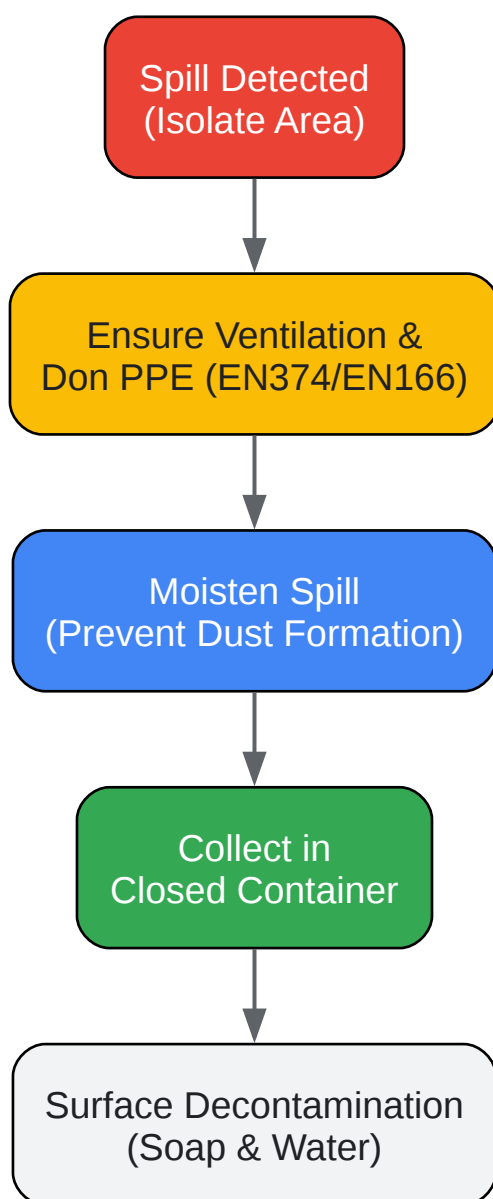 Spill Detected
(Isolate Area)
Ensure Ventilation &
Don PPE (EN374/EN166)
Moisten Spill
(Prevent Dust Formation)
Collect in
Closed Container
Surface Decontamination
(Soap & Water)